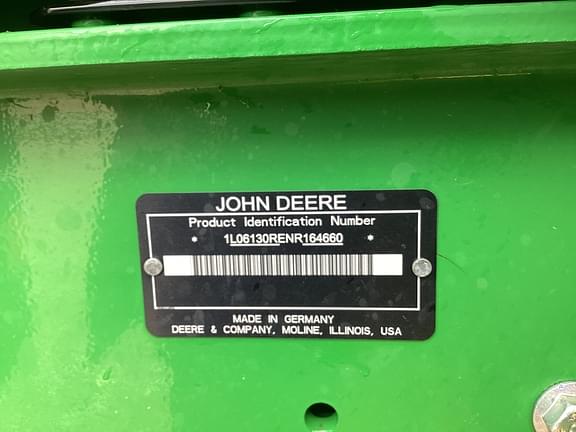 JOHN DEERE
Product Identification Number
* 1L06130RENR164660 *
MADE IN GERMANY
DEERE & COMPANY, MOLINE, ILLINOIS, USA